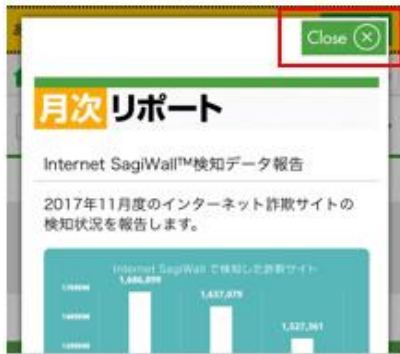 Close
月次リポート
Internet SagiWall™検知データ報告
2017年11月度のインターネット詐欺サイトの
検知状況を報告します。
Internet SagiWall で検知した詐欺サイト
1,686,899
1,637,079
1,527,361